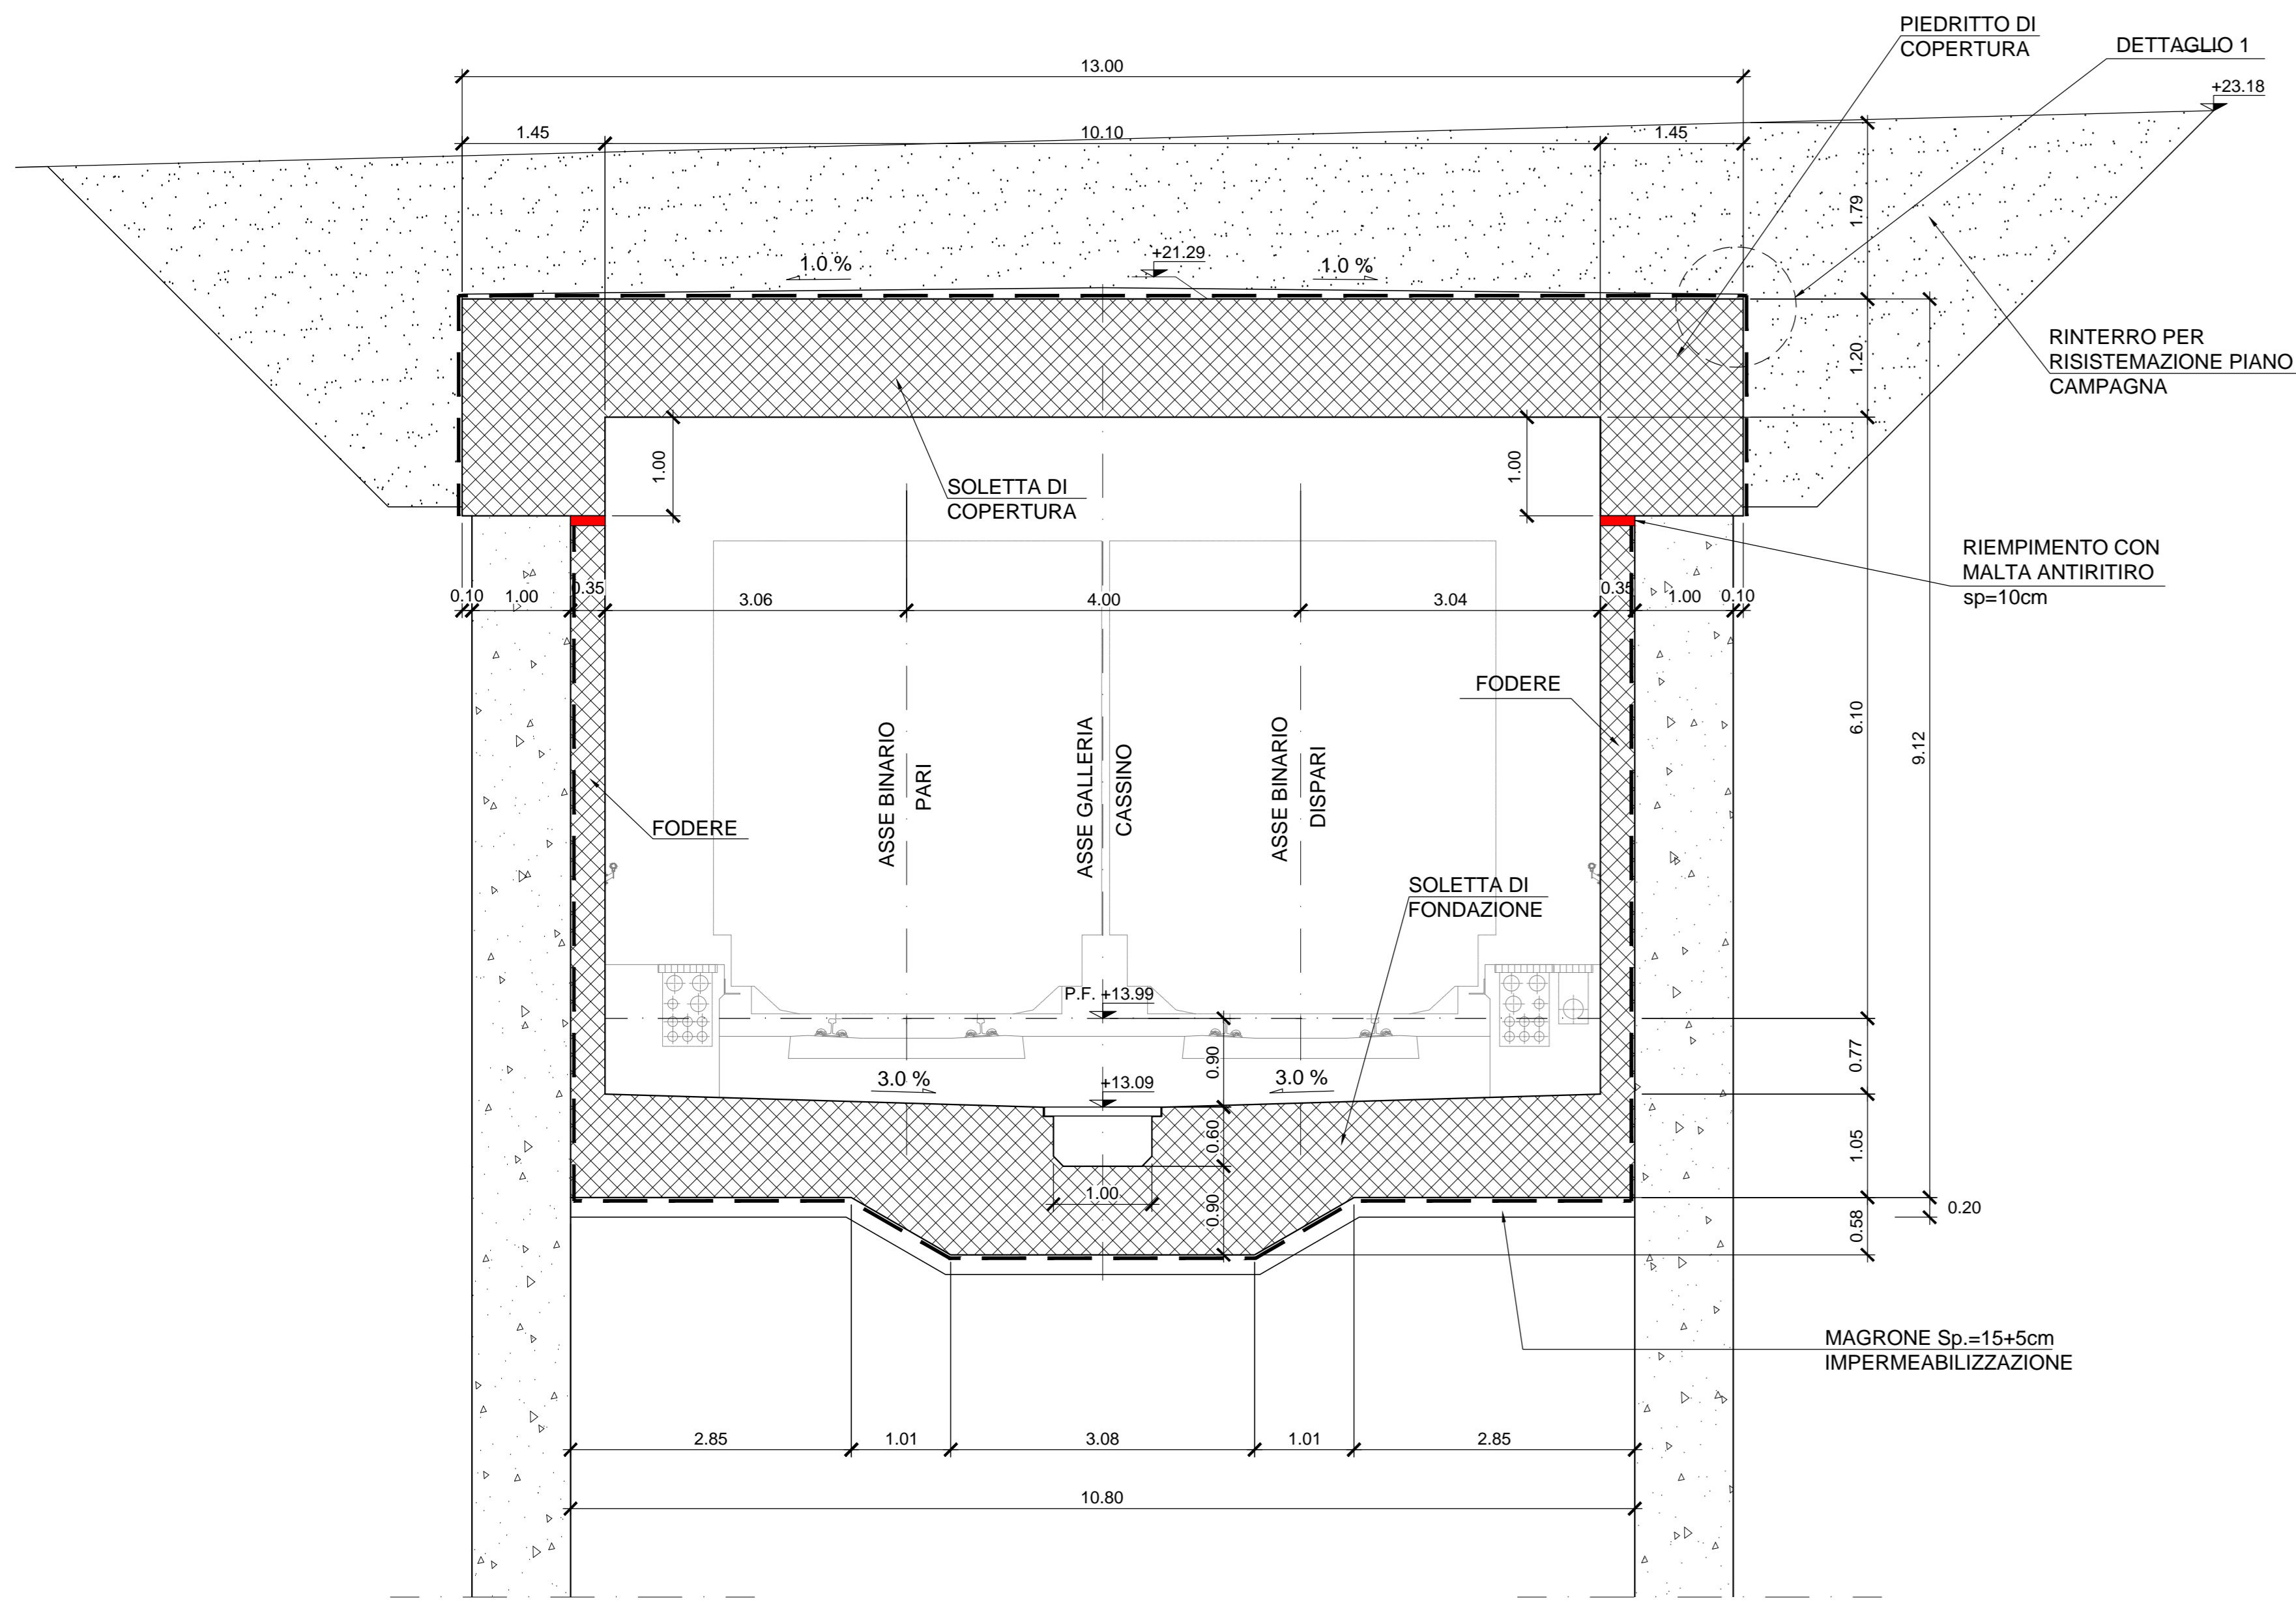 PIEDRITTO DI
COPERTURA
DETTAGLIO 1
+23.18
13.00
1.45
10.10
1.45
1.79
+21.29
1.0 %
1.0 %
1.20
RINTERRO PER
RISISTEMAZIONE PIANO
CAMPAGNA
1.00
1.00
SOLETTA DI
COPERTURA
RIEMPIMENTO CON
MALTA ANTIRITIRO
sp=10cm
0.10
1.00
0.35
3.06
4.00
3.04
0.35
1.00
0.10
FODERE
6.10
9.12
ASSE BINARIO
PARI
ASSE GALLERIA
CASSINO
ASSE BINARIO
DISPARI
FODERE
SOLETTA DI
FONDAZIONE
P.F. +13.99
0.90
0.77
3.0 %
+13.09
3.0 %
0.60
1.05
1.00
0.90
0.58
0.20
MAGRONE Sp.=15+5cm
IMPERMEABILIZZAZIONE
2.85
1.01
3.08
1.01
2.85
10.80